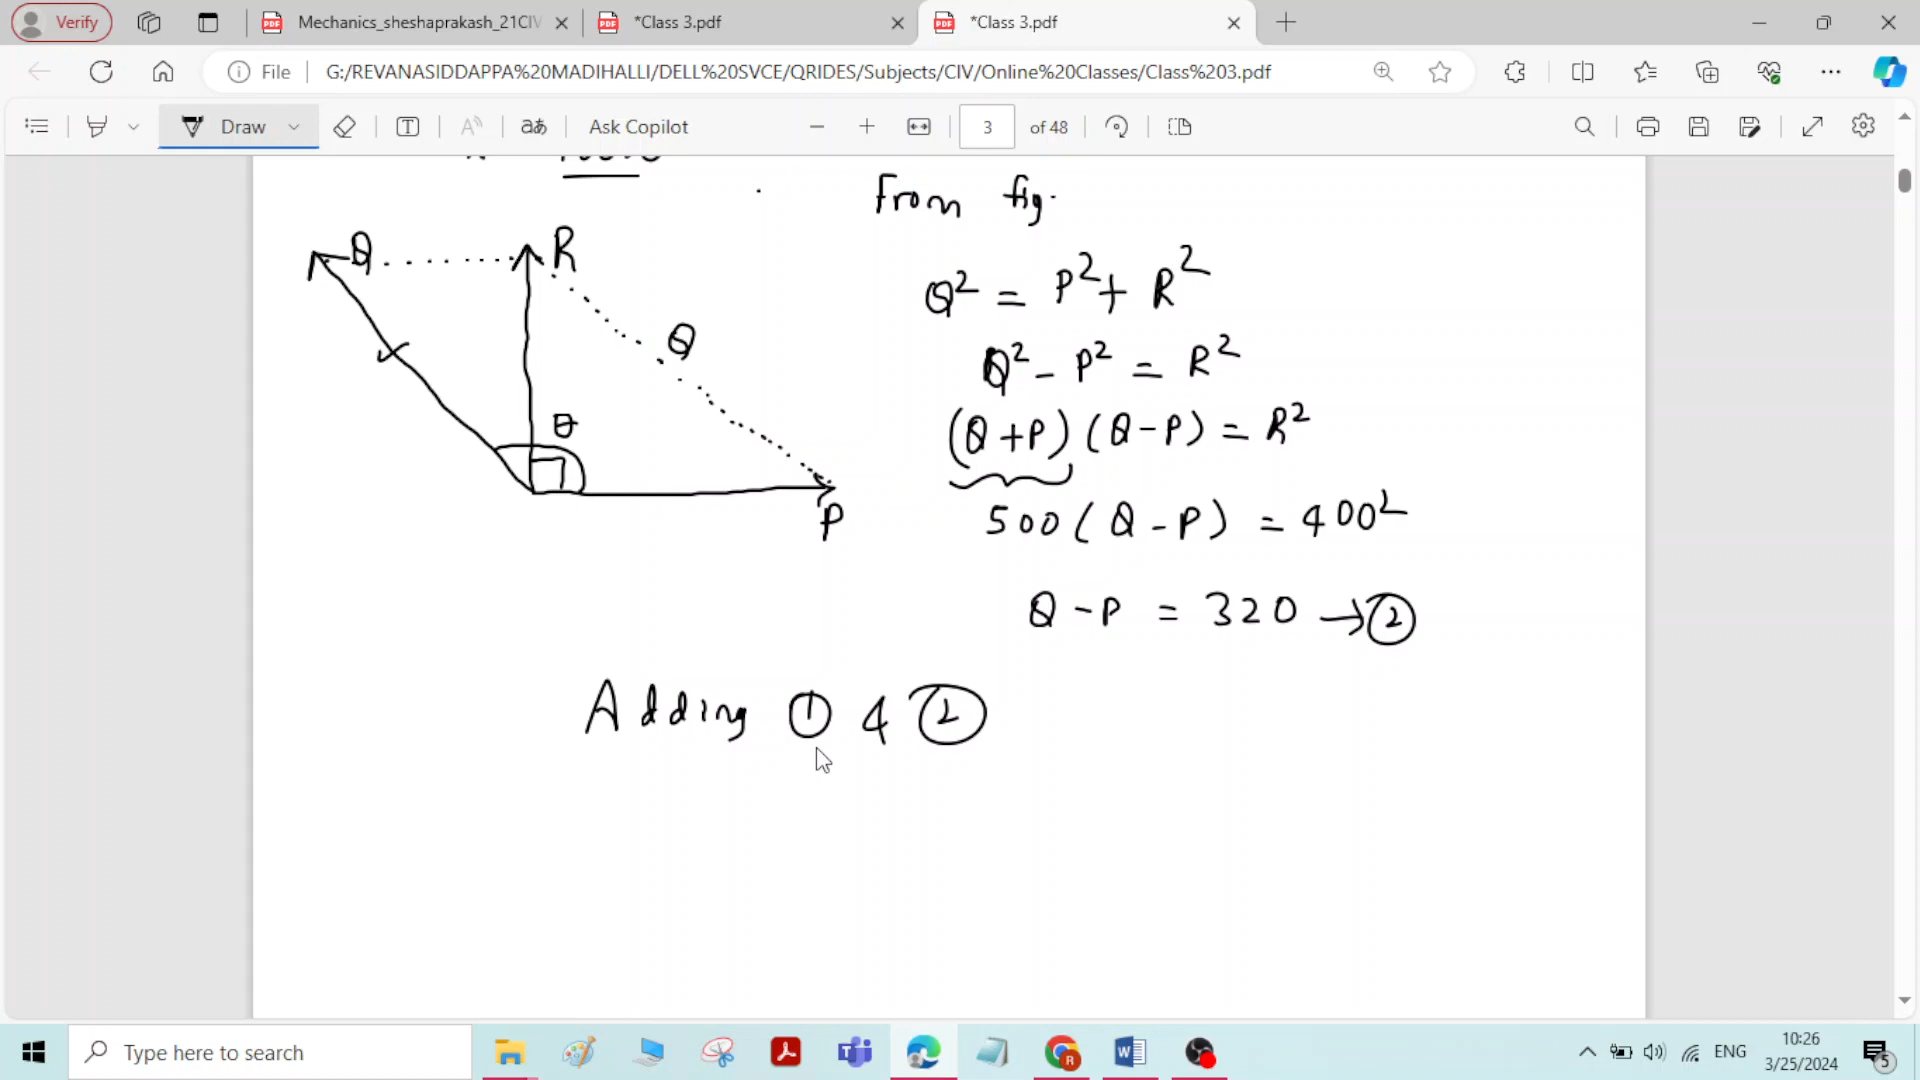 Verify
Mechanics_sheshaprakash_21CIV
*Class 3.pdf
*Class 3.pdf
File
G:/REVANASIDDAPPA%20MADIHALLI/DELL%20SVCE/QRIDES/Subjects/CIV/Online%20Classes/Class%203.pdf
Draw
Ask Copilot
3 of 48
From fig.
Q R
Q² = P² + R²
Q
Q² - P² = R²
θ
(Q + P) (Q - P) = R²
P
500 (Q - P) = 400²
Q - P = 320 → ②
Adding ① & ②
Type here to search
ENG
10:26
3/25/2024
5